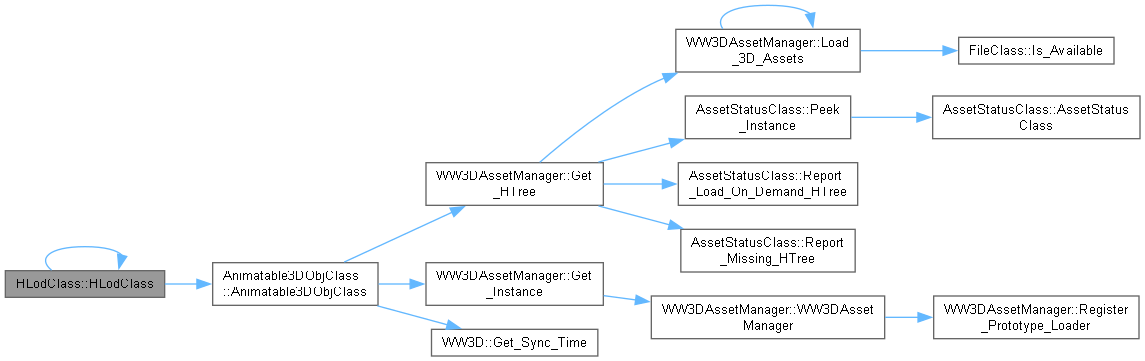 WW3DAssetManager::Load
_3D_Assets
FileClass::Is_Available
AssetStatusClass::Peek
_Instance
AssetStatusClass::AssetStatus
Class
WW3DAssetManager::Get
_HTree
AssetStatusClass::Report
_Load_On_Demand_HTree
AssetStatusClass::Report
_Missing_HTree
HLodClass::HLodClass
Animatable3DObjClass
::Animatable3DObjClass
WW3DAssetManager::Get
_Instance
WW3DAssetManager::WW3DAsset
Manager
WW3DAssetManager::Register
_Prototype_Loader
WW3D::Get_Sync_Time